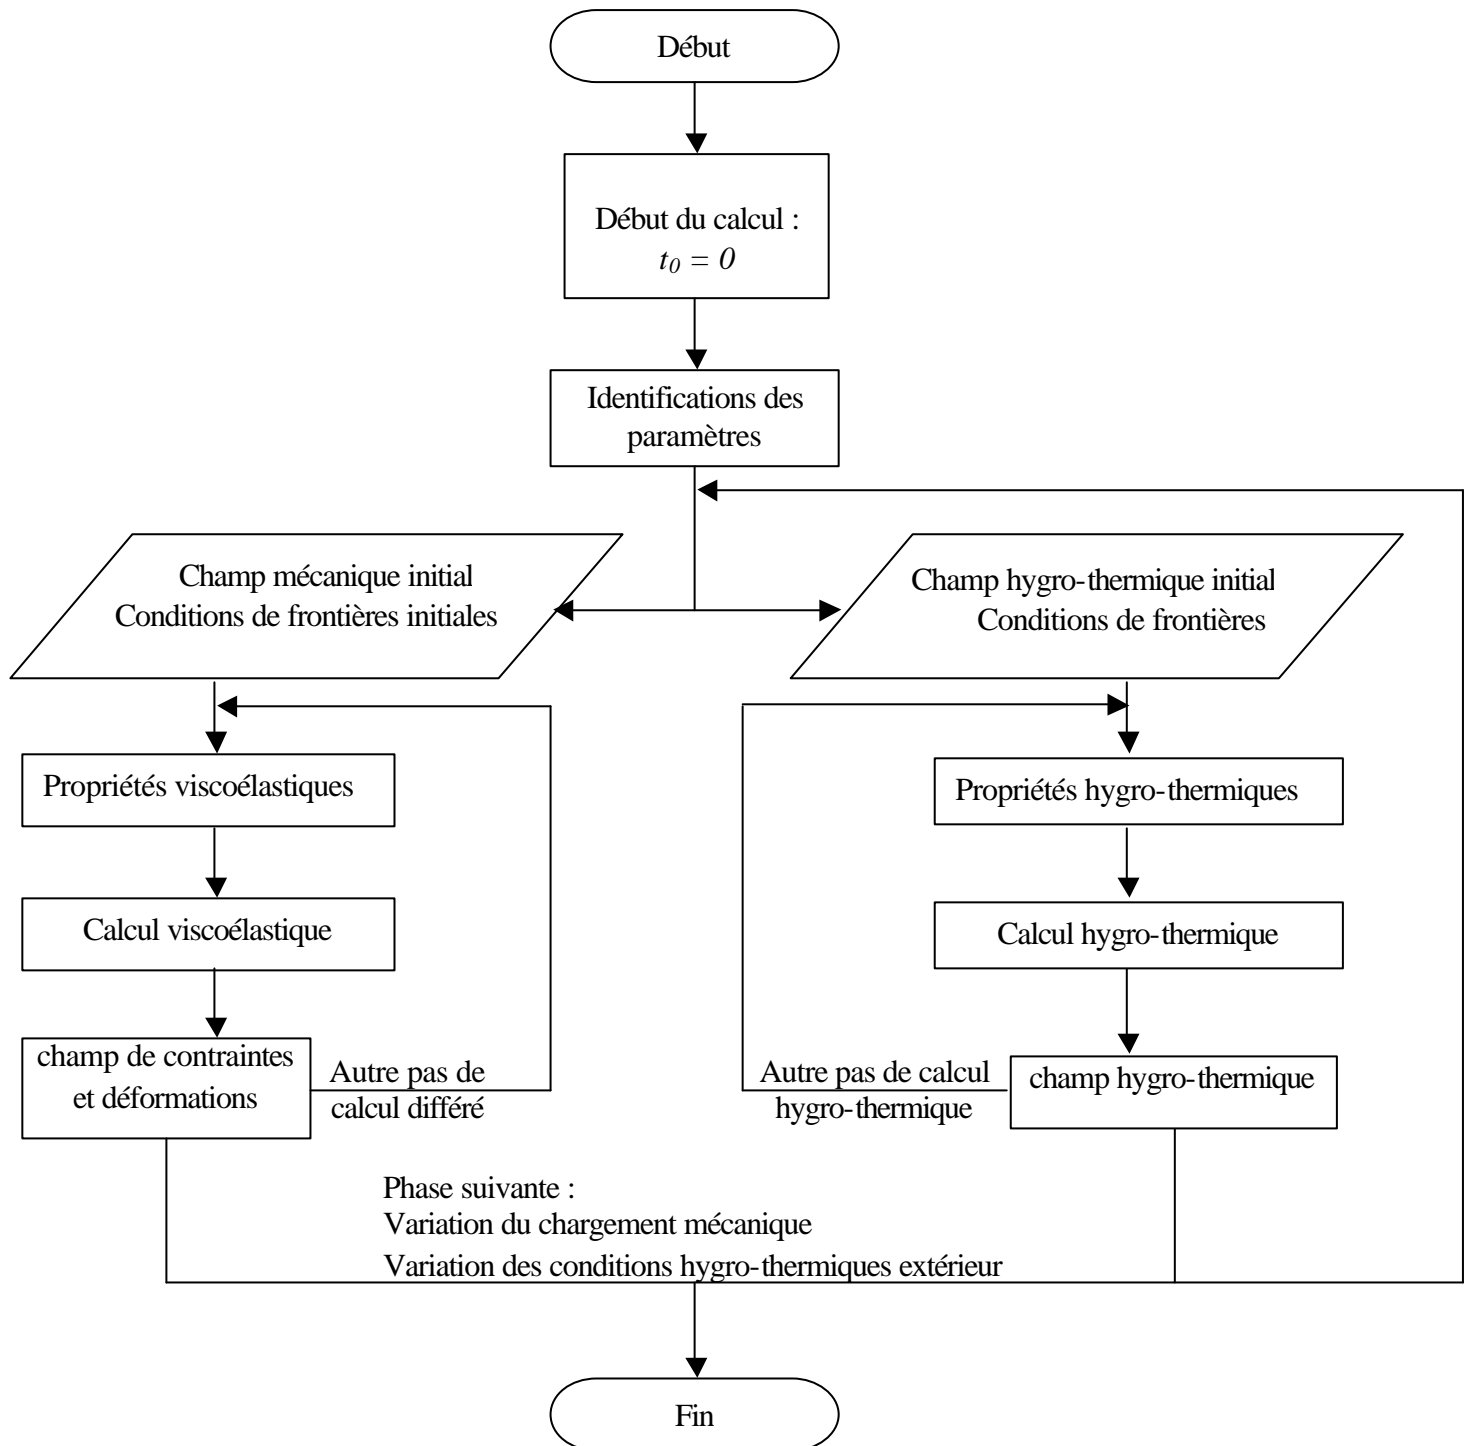 Début
Début du calcul :
t0 = 0
Identifications des
paramètres
Champ mécanique initial
Conditions de frontières initiales
Champ hygro-thermique initial
Conditions de frontières
Propriétés viscoélastiques
Propriétés hygro-thermiques
Calcul viscoélastique
Calcul hygro-thermique
champ de contraintes
et déformations
Autre pas de
calcul différé
Autre pas de calcul
hygro-thermique
champ hygro-thermique
Phase suivante :
Variation du chargement mécanique
Variation des conditions hygro-thermiques extérieur
Fin